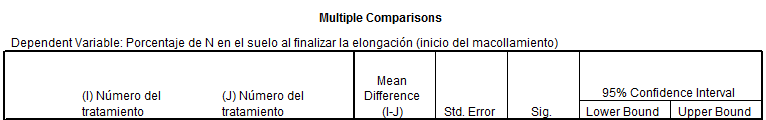 Multiple Comparisons
Dependent Variable: Porcentaje de N en el suelo al finalizar la elongación (inicio del macollamiento)
(I) Número del tratamiento
(J) Número del tratamiento
Mean Difference (I-J)
Std. Error
Sig.
95% Confidence Interval
Lower Bound
Upper Bound